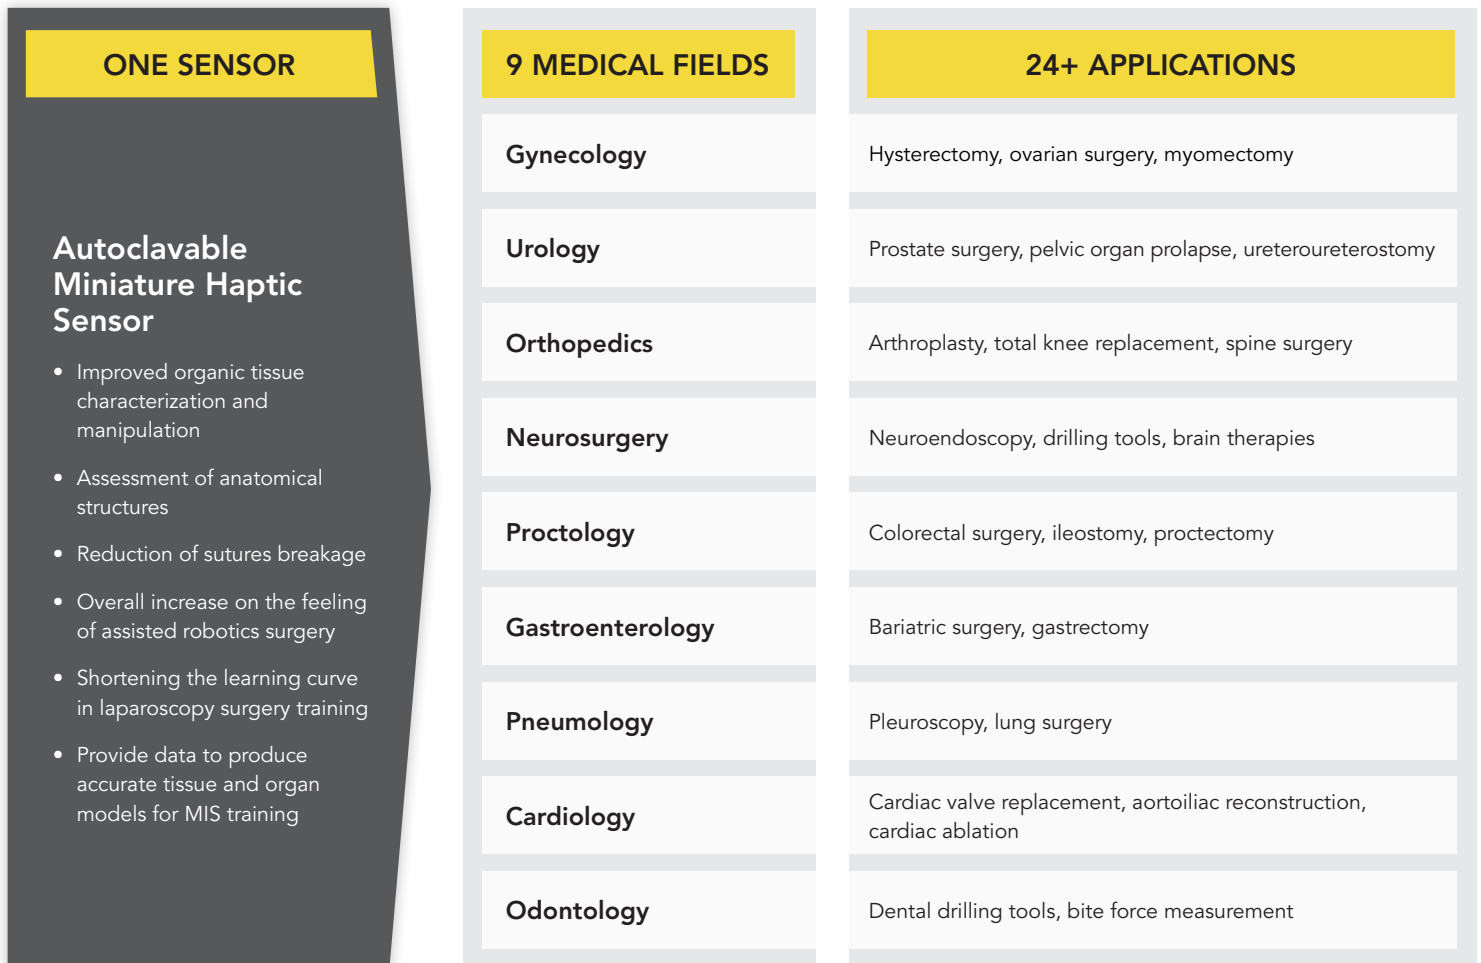 ONE SENSOR
Autoclavable
Miniature Haptic
Sensor
• Improved organic tissue
characterization and
manipulation
• Assessment of anatomical
structures
• Reduction of sutures breakage
• Overall increase on the feeling
of assisted robotics surgery
• Shortening the learning curve
in laparoscopy surgery training
• Provide data to produce
accurate tissue and organ
models for MIS training
9 MEDICAL FIELDS
24+ APPLICATIONS
Gynecology
Hysterectomy, ovarian surgery, myomectomy
Urology
Prostate surgery, pelvic organ prolapse, ureteroureterostomy
Orthopedics
Arthroplasty, total knee replacement, spine surgery
Neurosurgery
Neuroendoscopy, drilling tools, brain therapies
Proctology
Colorectal surgery, ileostomy, proctectomy
Gastroenterology
Bariatric surgery, gastrectomy
Pneumology
Pleuroscopy, lung surgery
Cardiology
Cardiac valve replacement, aortoiliac reconstruction,
cardiac ablation
Odontology
Dental drilling tools, bite force measurement